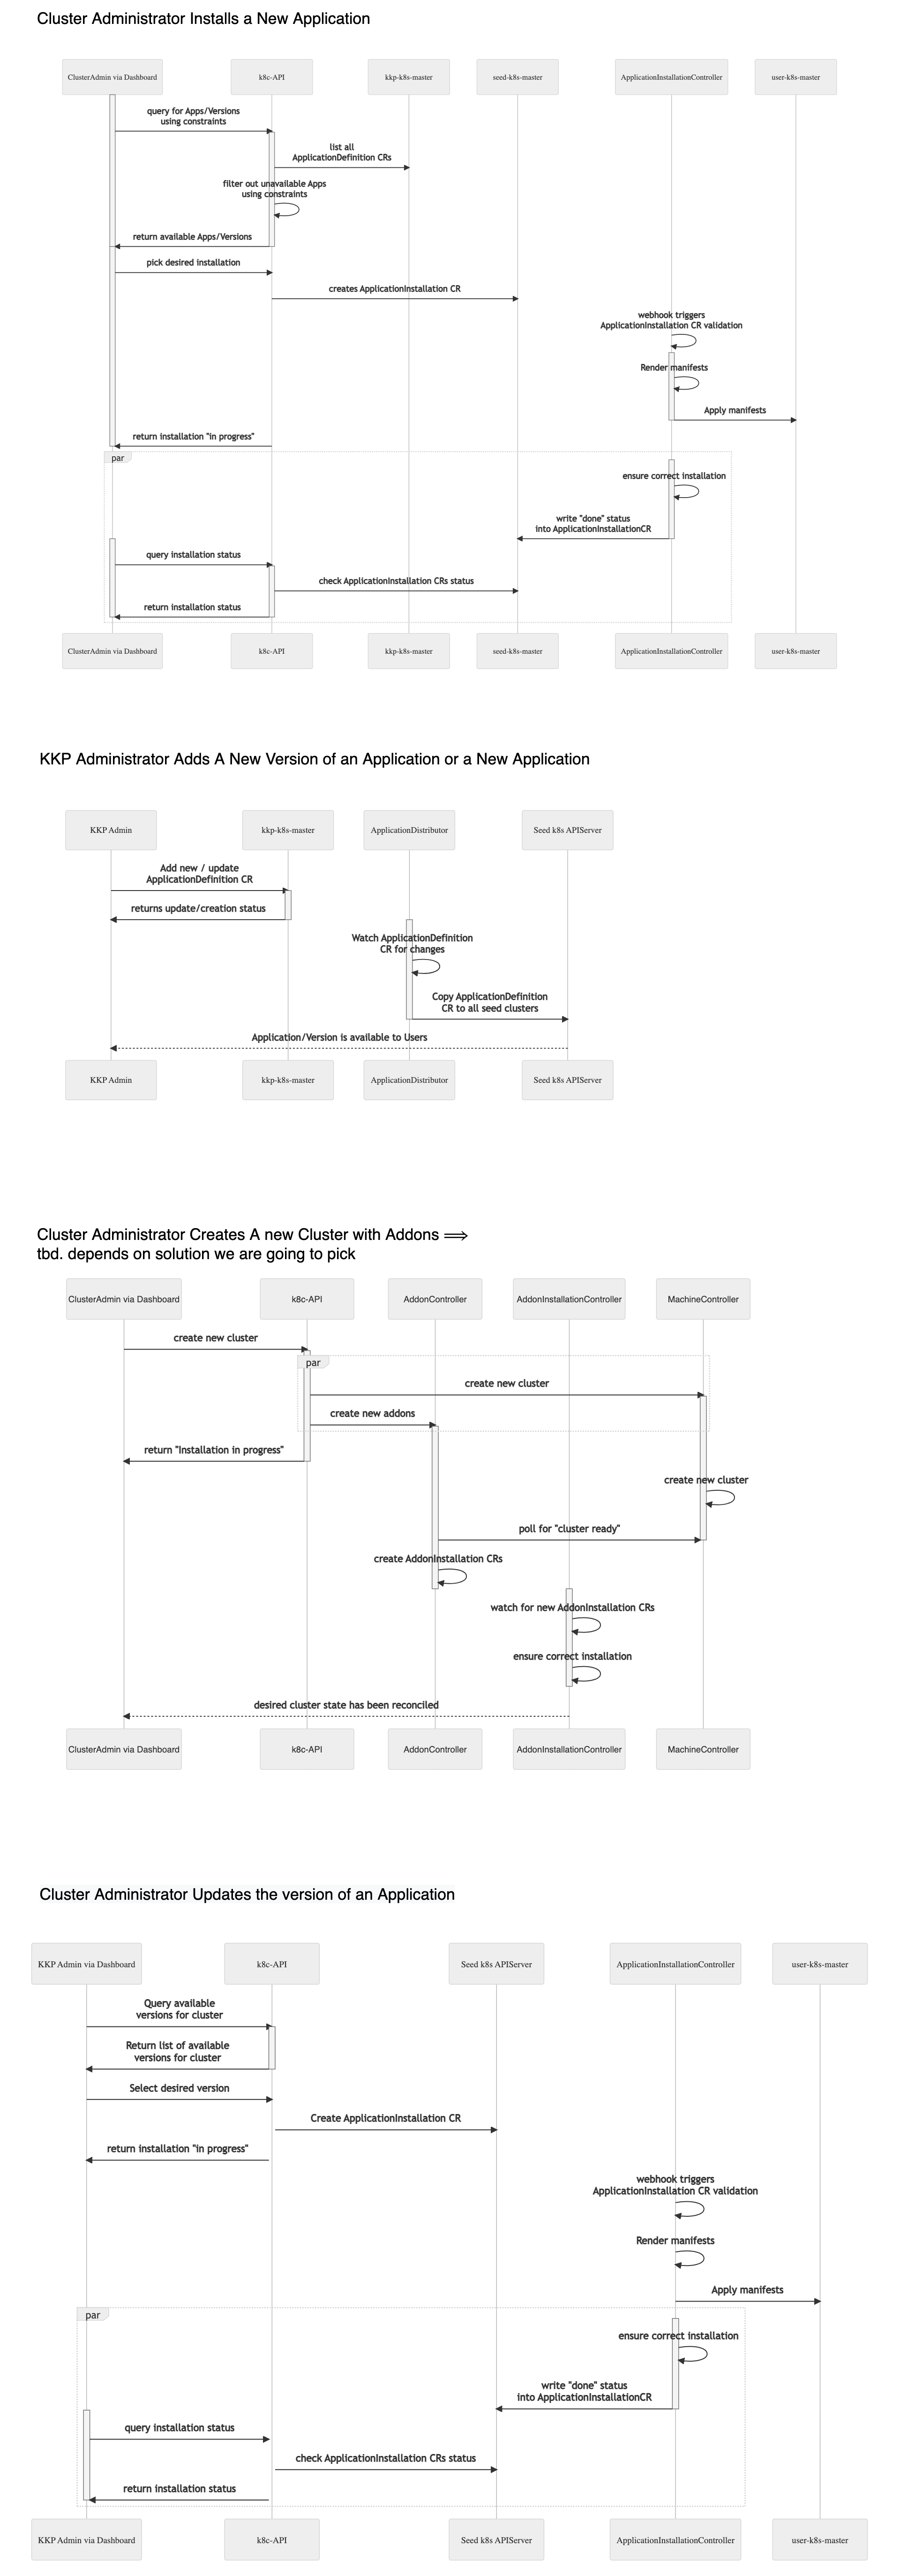 Cluster Administrator Installs a New Application
ClusterAdmin via Dashboard
k8c-API
kkp-k8s-master
seed-k8s-master
ApplicationInstallationController
user-k8s-master
query for Apps/Versions
using constraints
list all
ApplicationDefinition CRs
filter out unavailable Apps
using constraints
return available Apps/Versions
pick desired installation
creates ApplicationInstallation CR
webhook triggers
ApplicationInstallation CR validation
Render manifests
Apply manifests
return installation "in progress"
par
ensure correct installation
write "done" status
into ApplicationInstallationCR
query installation status
check ApplicationInstallation CRs status
return installation status
ClusterAdmin via Dashboard
k8c-API
kkp-k8s-master
seed-k8s-master
ApplicationInstallationController
user-k8s-master
KKP Administrator Adds A New Version of an Application or a New Application
KKP Admin
kkp-k8s-master
ApplicationDistributor
Seed k8s APIServer
Add new / update
ApplicationDefinition CR
returns update/creation status
Watch ApplicationDefinition
CR for changes
Copy ApplicationDefinition
CR to all seed clusters
Application/Version is available to Users
KKP Admin
kkp-k8s-master
ApplicationDistributor
Seed k8s APIServer
Cluster Administrator Creates A new Cluster with Addons ⟹
tbd. depends on solution we are going to pick
ClusterAdmin via Dashboard
k8c-API
AddonController
AddonInstallationController
MachineController
create new cluster
par
create new cluster
create new addons
return "Installation in progress"
create new cluster
poll for "cluster ready"
create AddonInstallation CRs
watch for new AddonInstallation CRs
ensure correct installation
desired cluster state has been reconciled
ClusterAdmin via Dashboard
k8c-API
AddonController
AddonInstallationController
MachineController
Cluster Administrator Updates the version of an Application
KKP Admin via Dashboard
k8c-API
Seed k8s APIServer
ApplicationInstallationController
user-k8s-master
Query available
versions for cluster
Return list of available
versions for cluster
Select desired version
Create ApplicationInstallation CR
return installation "in progress"
webhook triggers
ApplicationInstallation CR validation
Render manifests
Apply manifests
par
ensure correct installation
write "done" status
into ApplicationInstallationCR
query installation status
check ApplicationInstallation CRs status
return installation status
KKP Admin via Dashboard
k8c-API
Seed k8s APIServer
ApplicationInstallationController
user-k8s-master